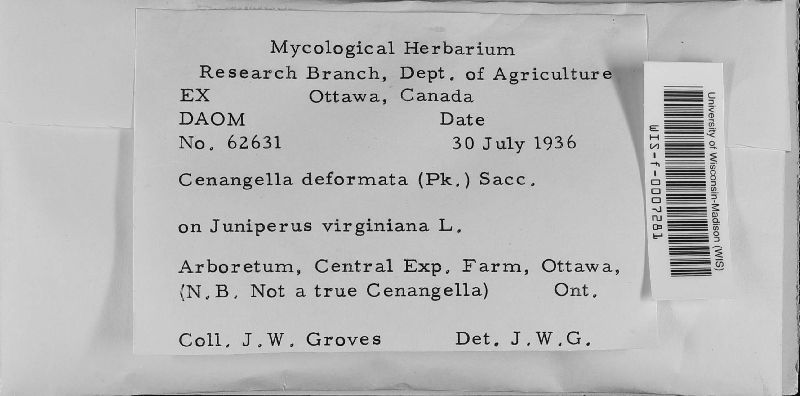 Mycological Herbarium
Research Branch, Dept. of Agriculture
EX Ottawa, Canada
DAOM Date
No. 62631 30 July 1936
Cenangella deformata (Pk.) Sacc.
on Juniperus virginiana L.
Arboretum, Central Exp. Farm, Ottawa,
(N.B. Not a true Cenangella) Ont.
Coll. J.W. Groves Det. J.W.G.
University of Wisconsin-Madison (WIS)
WIS-f-0007281